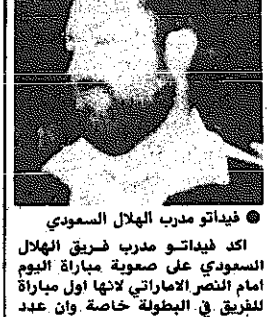 ● فيداتو مدرب الهلال السعودي
اكد فيداتو مدرب فريق الهلال
السعودي على صعوبة مباراة اليوم
امام النصر الاماراتي لانها اول مباراة
للفريق في البطولة خاصة وان عدد